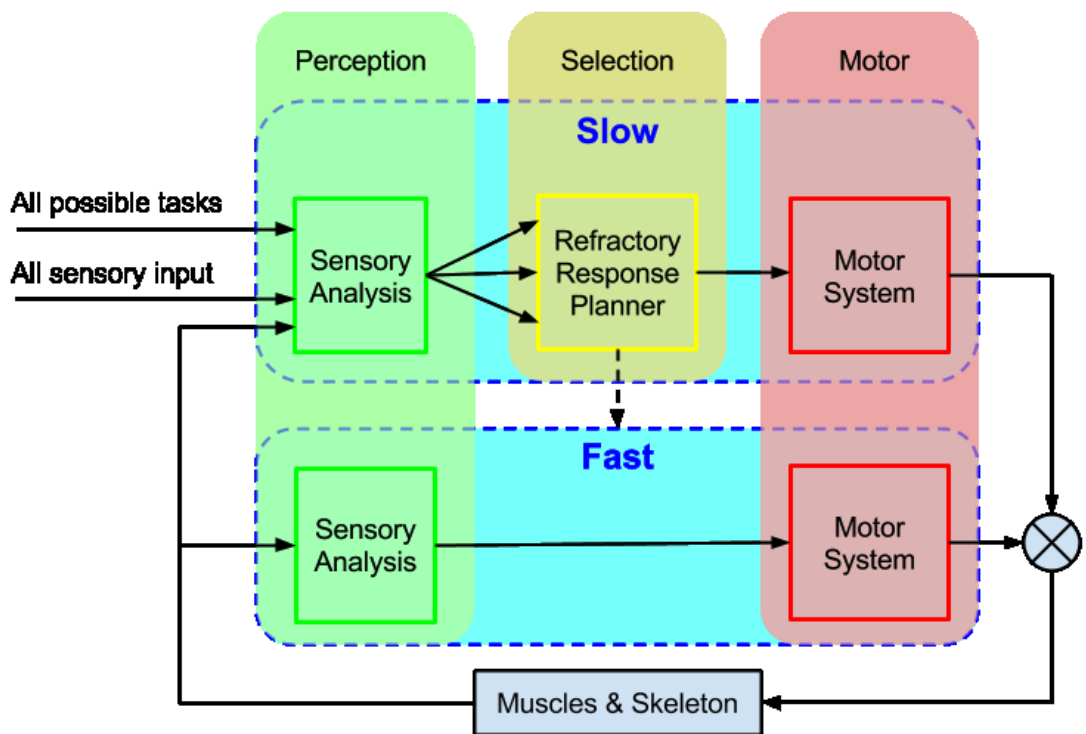 Perception
Selection
Motor
Slow
All possible tasks
All sensory input
Sensory
Analysis
Refractory
Response
Planner
Motor
System
Fast
Sensory
Analysis
Motor
System
Muscles & Skeleton